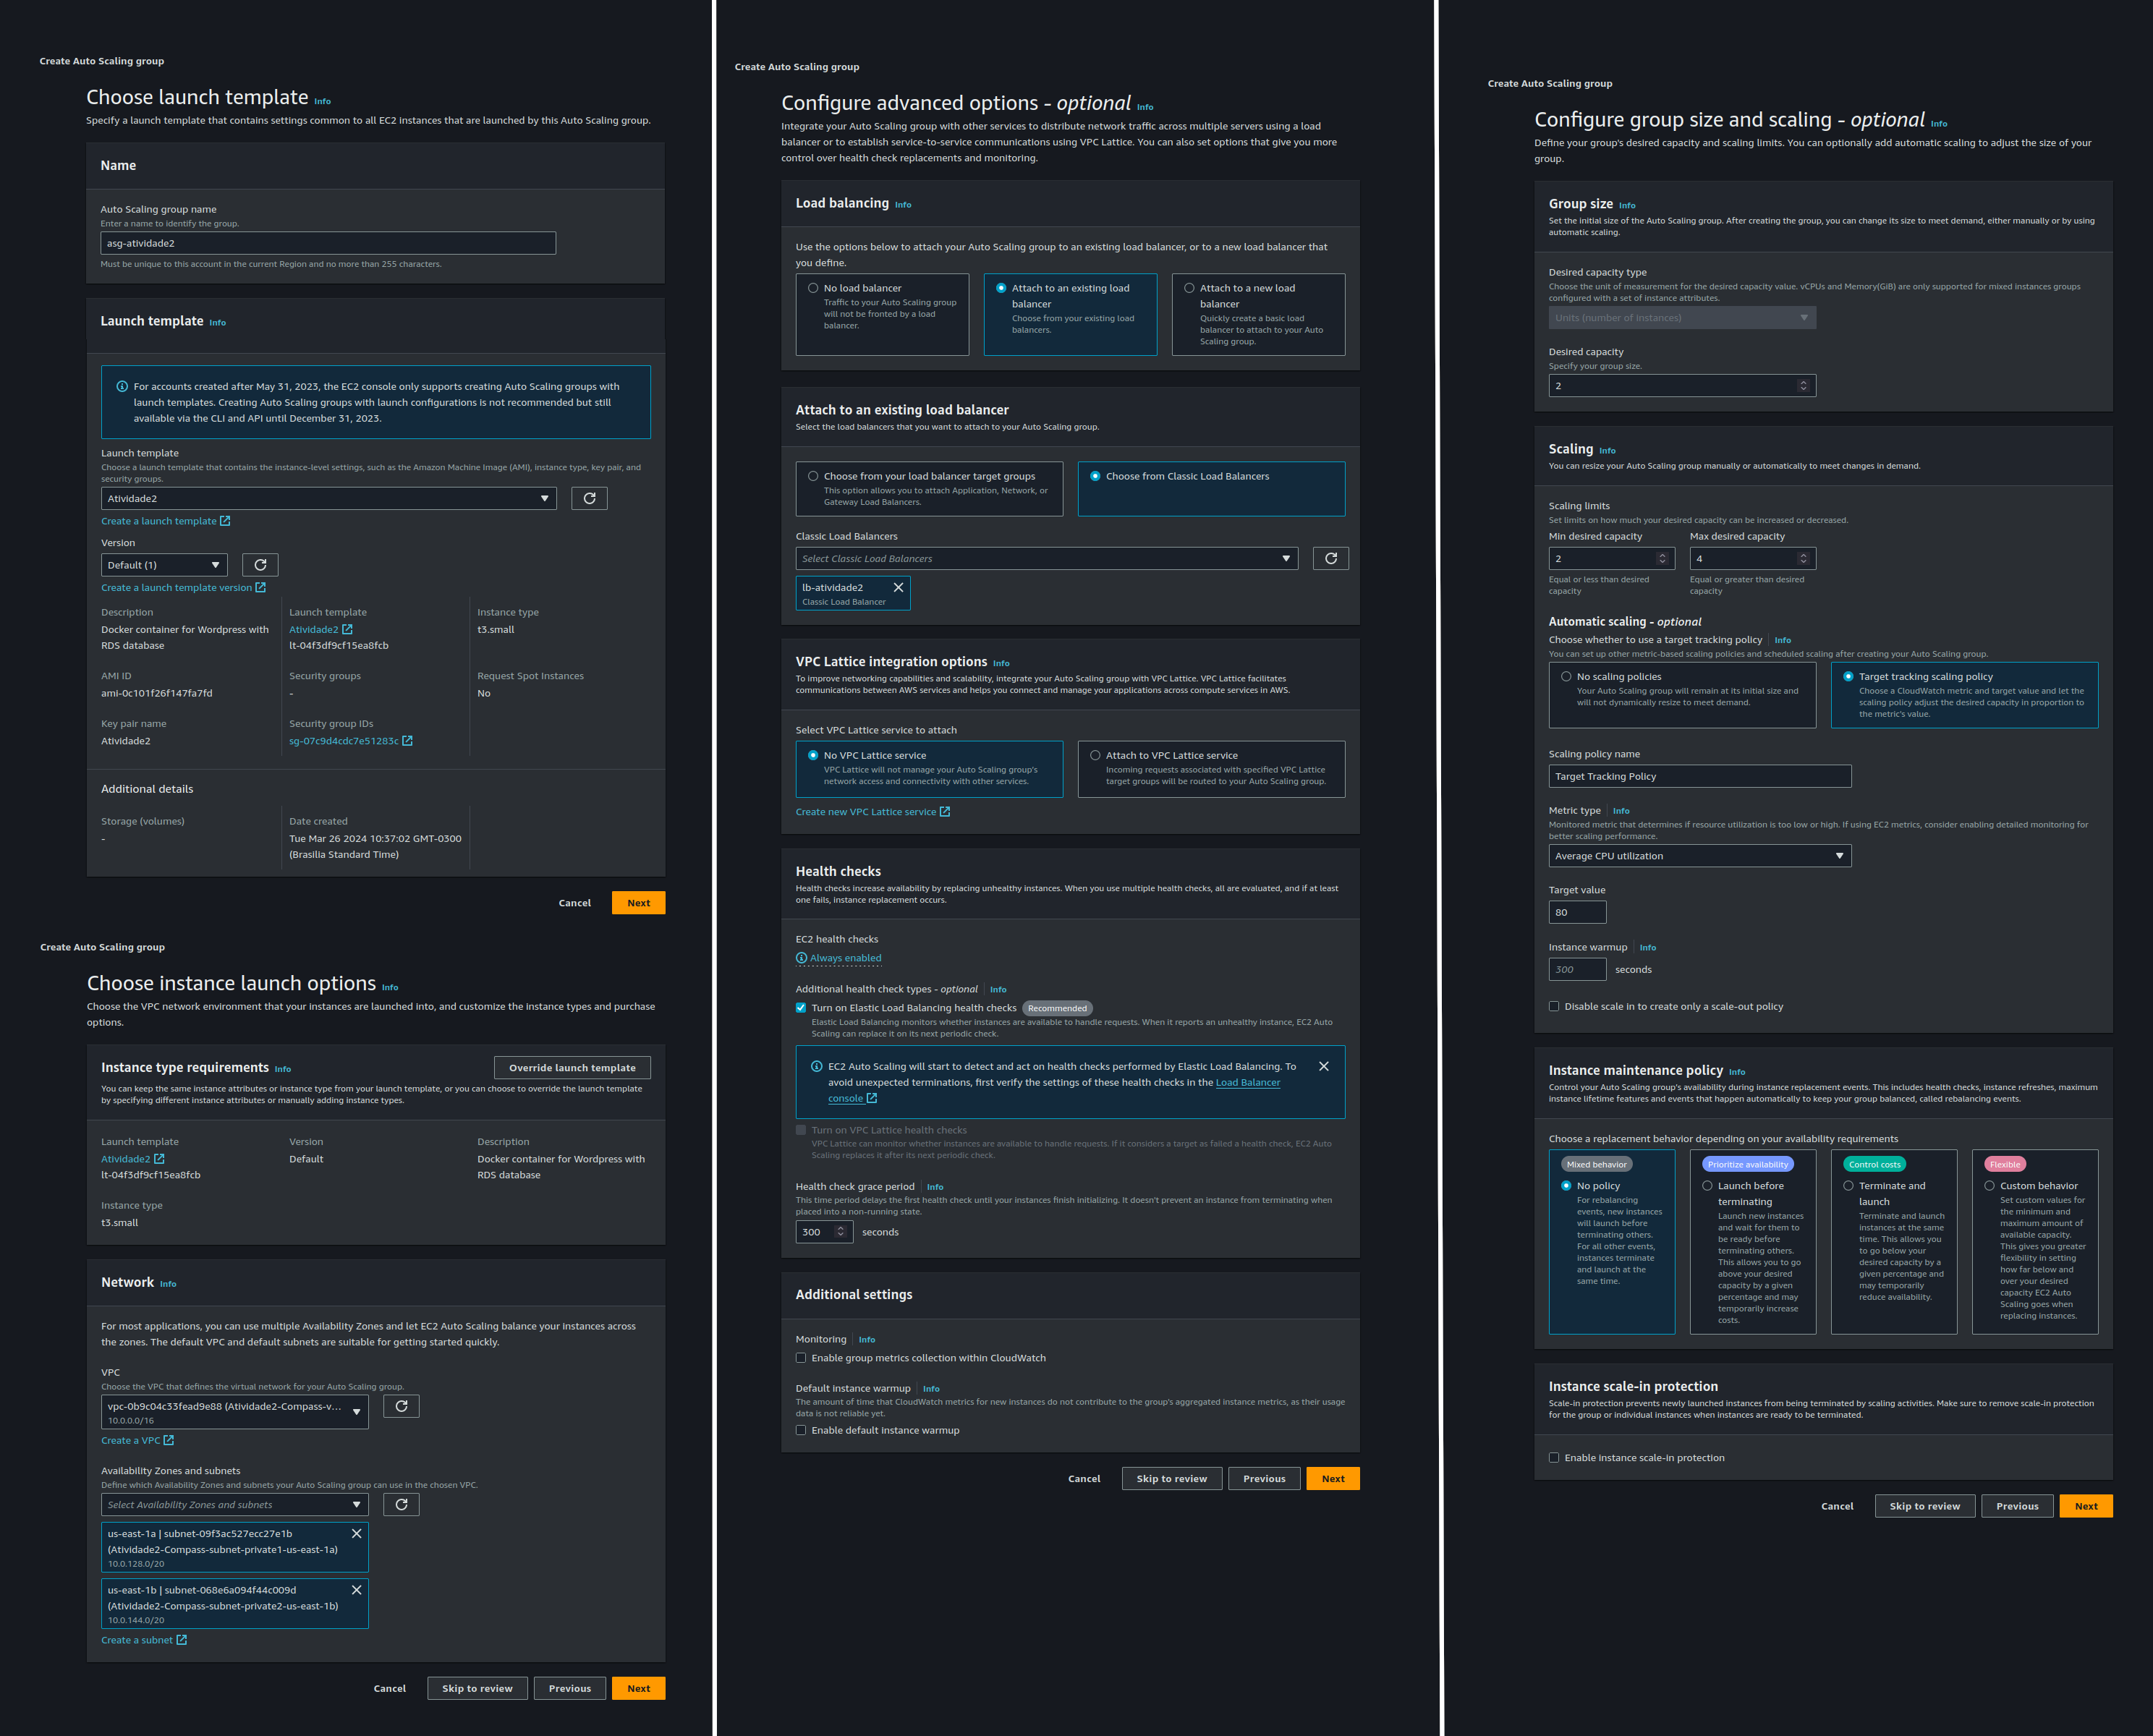 Create Auto Scaling group
Choose launch template Info
Specify a launch template that contains settings common to all EC2 instances that are launched by this Auto Scaling group.
Name
Auto Scaling group name
Enter a name to identify the group.
asg-atividade2
Must be unique to this account in the current Region and no more than 255 characters.
Launch template Info
For accounts created after May 31, 2023, the EC2 console only supports creating Auto Scaling groups with
launch templates. Creating Auto Scaling groups with launch configurations is not recommended but still
available via the CLI and API until December 31, 2023.
Launch template
Choose a launch template that contains the instance-level settings, such as the Amazon Machine Image (AMI), instance type, key pair, and
security groups.
Atividade2
Create a launch template
Version
Default (1)
Create a launch template version
Description
Docker container for Wordpress with
RDS database
Launch template
Atividade2
lt-04f3df9cf15ea8fcb
Instance type
t3.small
AMI ID
ami-0c101f26f147fa7fd
Security groups
-
Request Spot Instances
No
Key pair name
Atividade2
Security group IDs
sg-07c9d4cdc7e51283c
Additional details
Storage (volumes)
-
Date created
Tue Mar 26 2024 10:37:02 GMT-0300
(Brasilia Standard Time)
Cancel
Next
Create Auto Scaling group
Choose instance launch options Info
Choose the VPC network environment that your instances are launched into, and customize the instance types and purchase
options.
Instance type requirements Info
Override launch template
You can keep the same instance attributes or instance type from your launch template, or you can choose to override the launch template
by specifying different instance attributes or manually adding instance types.
Launch template
Atividade2
lt-04f3df9cf15ea8fcb
Version
Default
Description
Docker container for Wordpress with
RDS database
Instance type
t3.small
Network Info
For most applications, you can use multiple Availability Zones and let EC2 Auto Scaling balance your instances across
the zones. The default VPC and default subnets are suitable for getting started quickly.
VPC
Choose the VPC that defines the virtual network for your Auto Scaling group.
vpc-0b9c04c33fead9e88 (Atividade2-Compass-v...
10.0.0.0/16
Create a VPC
Availability Zones and subnets
Define which Availability Zones and subnets your Auto Scaling group can use in the chosen VPC.
Select Availability Zones and subnets
us-east-1a | subnet-09f3ac527ecc27e1b
(Atividade2-Compass-subnet-private1-us-east-1a)
10.0.128.0/20
us-east-1b | subnet-068e6a094f44c009d
(Atividade2-Compass-subnet-private2-us-east-1b)
10.0.144.0/20
Create a subnet
Cancel
Skip to review
Previous
Next
Create Auto Scaling group
Configure advanced options - optional Info
Integrate your Auto Scaling group with other services to distribute network traffic across multiple servers using a load
balancer or to establish service-to-service communications using VPC Lattice. You can also set options that give you more
control over health check replacements and monitoring.
Load balancing Info
Use the options below to attach your Auto Scaling group to an existing load balancer, or to a new load balancer that
you define.
No load balancer
Traffic to your Auto Scaling group
will not be fronted by a load
balancer.
Attach to an existing load
balancer
Choose from your existing load
balancers.
Attach to a new load
balancer
Quickly create a basic load
balancer to attach to your Auto
Scaling group.
Attach to an existing load balancer
Select the load balancers that you want to attach to your Auto Scaling group.
Choose from your load balancer target groups
This option allows you to attach Application, Network, or
Gateway Load Balancers.
Choose from Classic Load Balancers
Classic Load Balancers
Select Classic Load Balancers
lb-atividade2
Classic Load Balancer
VPC Lattice integration options Info
To improve networking capabilities and scalability, integrate your Auto Scaling group with VPC Lattice. VPC Lattice facilitates
communications between AWS services and helps you connect and manage your applications across compute services in AWS.
Select VPC Lattice service to attach
No VPC Lattice service
VPC Lattice will not manage your Auto Scaling group's
network access and connectivity with other services.
Attach to VPC Lattice service
Incoming requests associated with specified VPC Lattice
target groups will be routed to your Auto Scaling group.
Create new VPC Lattice service
Health checks
Health checks increase availability by replacing unhealthy instances. When you use multiple health checks, all are evaluated, and if at least
one fails, instance replacement occurs.
EC2 health checks
Always enabled
Additional health check types - optional Info
Turn on Elastic Load Balancing health checks Recommended
Elastic Load Balancing monitors whether instances are available to handle requests. When it reports an unhealthy instance, EC2 Auto
Scaling can replace it on its next periodic check.
EC2 Auto Scaling will start to detect and act on health checks performed by Elastic Load Balancing. To
avoid unexpected terminations, first verify the settings of these health checks in the Load Balancer
console
Turn on VPC Lattice health checks
VPC Lattice can monitor whether instances are available to handle requests. If it considers a target as failed a health check, EC2 Auto
Scaling replaces it after its next periodic check.
Health check grace period Info
This time period delays the first health check until your instances finish initializing. It doesn't prevent an instance from terminating when
placed into a non-running state.
300 seconds
Additional settings
Monitoring Info
Enable group metrics collection within CloudWatch
Default instance warmup Info
The amount of time that CloudWatch metrics for new instances do not contribute to the group's aggregated instance metrics, as their usage
data is not reliable yet.
Enable default instance warmup
Cancel
Skip to review
Previous
Next
Create Auto Scaling group
Configure group size and scaling - optional Info
Define your group's desired capacity and scaling limits. You can optionally add automatic scaling to adjust the size of your
group.
Group size Info
Set the initial size of the Auto Scaling group. After creating the group, you can change its size to meet demand, either manually or by using
automatic scaling.
Desired capacity type
Choose the unit of measurement for the desired capacity value. vCPUs and Memory(GiB) are only supported for mixed instances groups
configured with a set of instance attributes.
Units (number of instances)
Desired capacity
Specify your group size.
2
Scaling Info
You can resize your Auto Scaling group manually or automatically to meet changes in demand.
Scaling limits
Set limits on how much your desired capacity can be increased or decreased.
Min desired capacity
2
Equal or less than desired
capacity
Max desired capacity
4
Equal or greater than desired
capacity
Automatic scaling - optional
Choose whether to use a target tracking policy Info
You can set up other metric-based scaling policies and scheduled scaling after creating your Auto Scaling group.
No scaling policies
Your Auto Scaling group will remain at its initial size and
will not dynamically resize to meet demand.
Target tracking scaling policy
Choose a CloudWatch metric and target value and let the
scaling policy adjust the desired capacity in proportion to
the metric's value.
Scaling policy name
Target Tracking Policy
Metric type Info
Monitored metric that determines if resource utilization is too low or high. If using EC2 metrics, consider enabling detailed monitoring for
better scaling performance.
Average CPU utilization
Target value
80
Instance warmup Info
300 seconds
Disable scale in to create only a scale-out policy
Instance maintenance policy Info
Control your Auto Scaling group's availability during instance replacement events. This includes health checks, instance refreshes, maximum
instance lifetime features and events that happen automatically to keep your group balanced, called rebalancing events.
Choose a replacement behavior depending on your availability requirements
Mixed behavior
No policy
For rebalancing
events, new instances
will launch before
terminating others.
For all other events,
instances terminate
and launch at the
same time.
Prioritize availability
Launch before
terminating
Launch new instances
and wait for them to
be ready before
terminating others.
This allows you to go
above your desired
capacity by a given
percentage and may
temporarily increase
costs.
Control costs
Terminate and
launch
Terminate and launch
instances at the same
time. This allows you
to go below your
desired capacity by a
given percentage and
may temporarily
reduce availability.
Flexible
Custom behavior
Set custom values for
the minimum and
maximum amount of
available capacity.
This gives you greater
flexibility in setting
how far below and
over your desired
capacity EC2 Auto
Scaling goes when
replacing instances.
Instance scale-in protection
Scale-in protection prevents newly launched instances from being terminated by scaling activities. Make sure to remove scale-in protection
for the group or individual instances when instances are ready to be terminated.
Enable instance scale-in protection
Cancel
Skip to review
Previous
Next